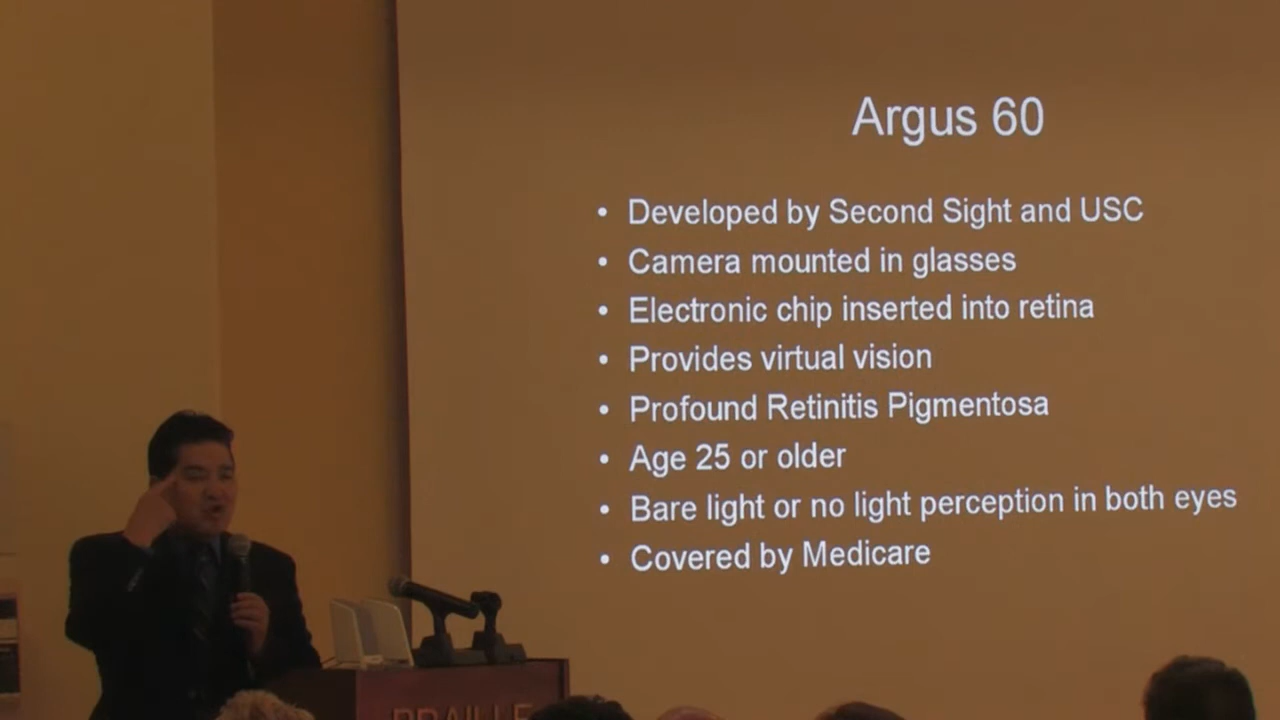 Argus 60
• Developed by Second Sight and USC
• Camera mounted in glasses
• Electronic chip inserted into retina
• Provides virtual vision
• Profound Retinitis Pigmentosa
• Age 25 or older
• Bare light or no light perception in both eyes
• Covered by Medicare
BRAILLE